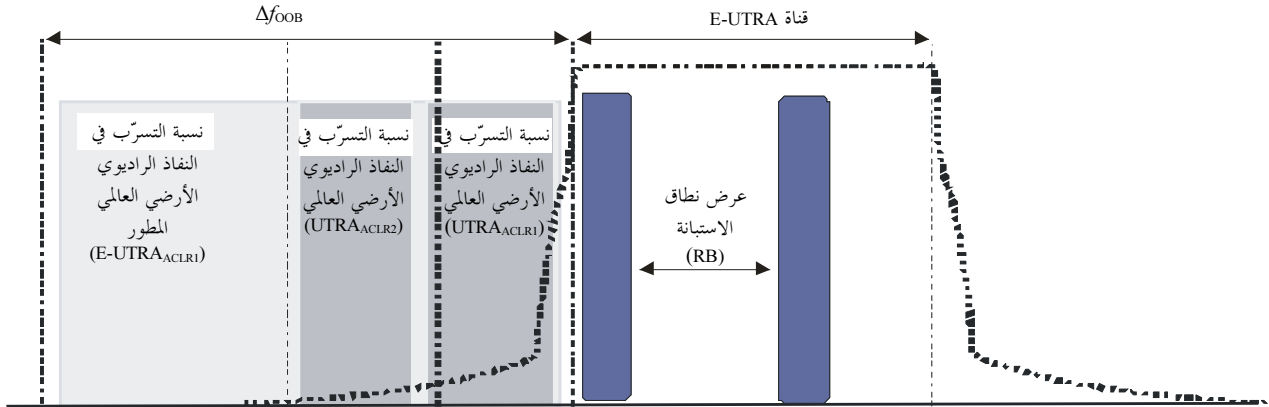 Δf_OOB
قناة E-UTRA
نسبة التسرّب في
النفاذ الراديوي
الأرضي العالمي
المطور
(E-UTRA_ACLR1)
نسبة التسرّب في
النفاذ الراديوي
الأرضي العالمي
(UTRA_ACLR2)
نسبة التسرّب في
النفاذ الراديوي
الأرضي العالمي
(UTRA_ACLR1)
عرض نطاق
الاستبانة
(RB)